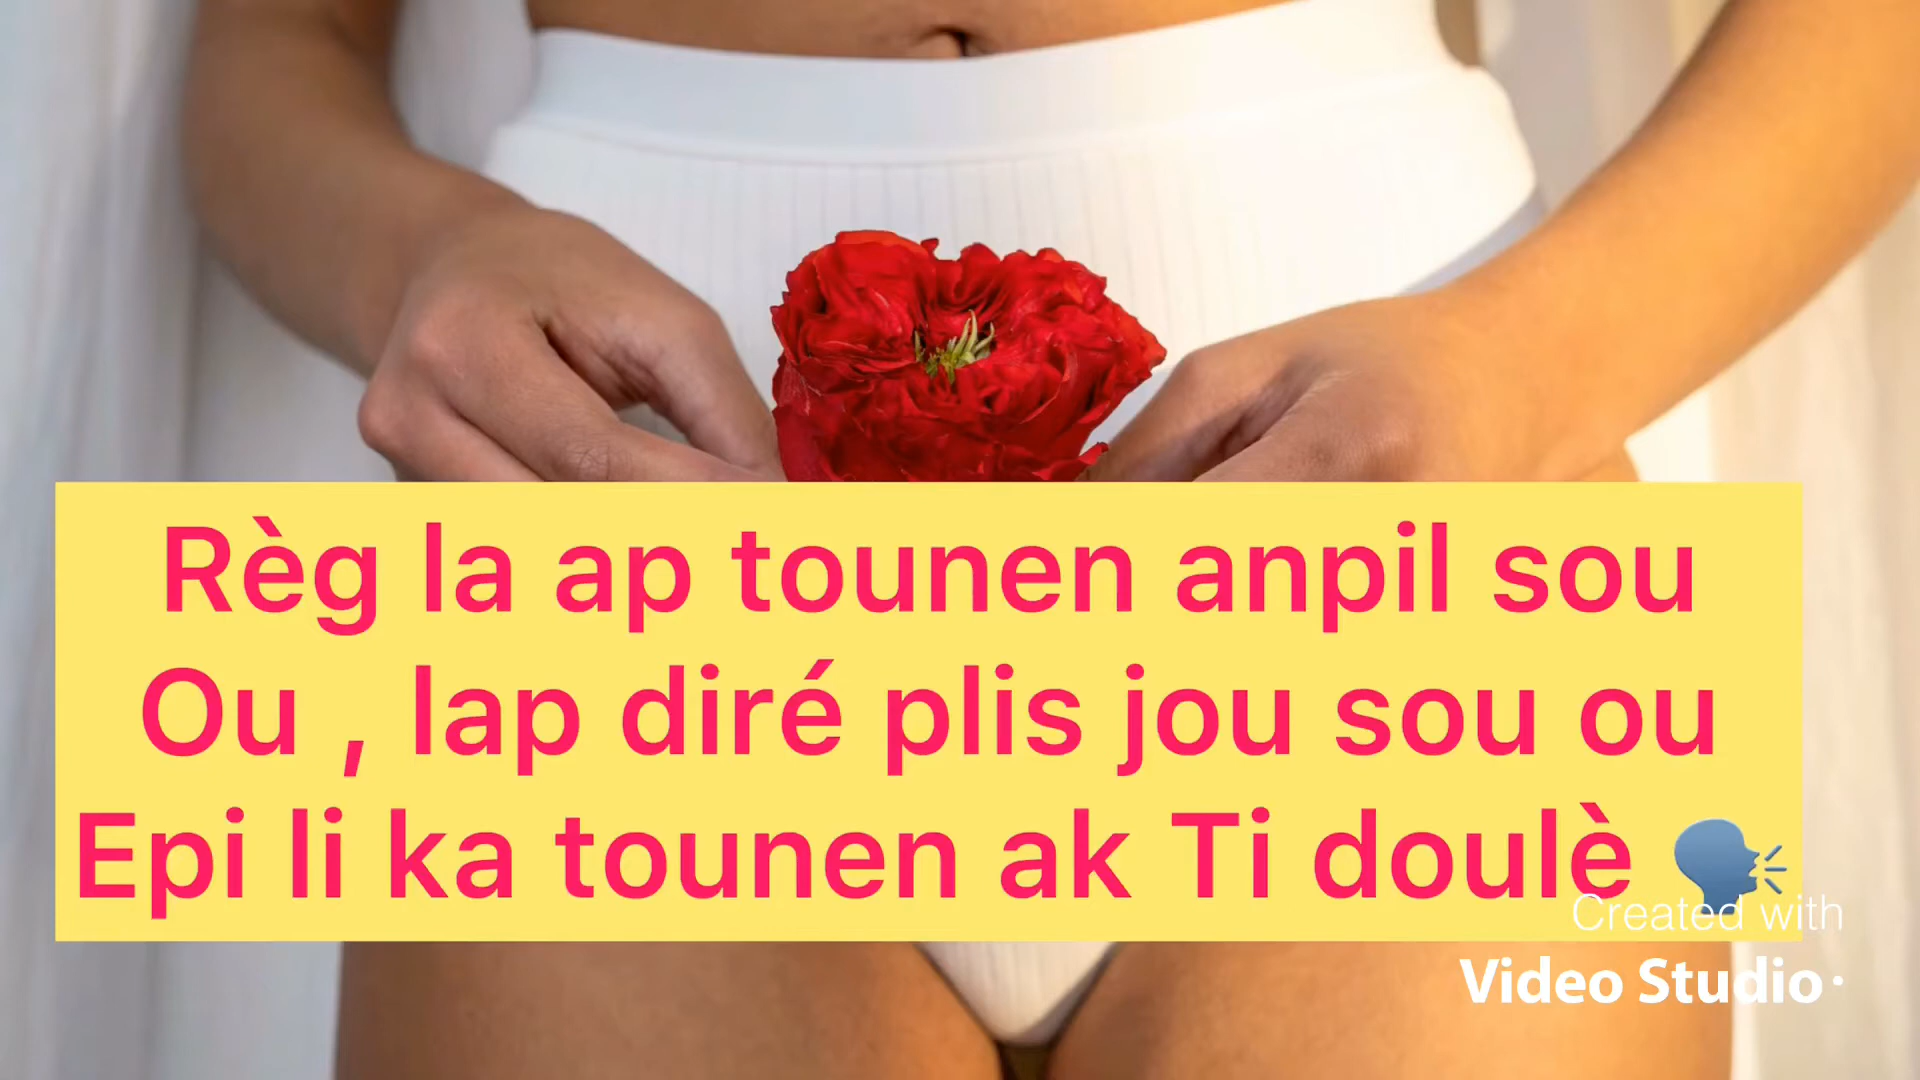 Règ la ap tounen anpil sou
Ou , lap diré plis jou sou ou
Epi li ka tounen ak Ti doulè 🗣️
Created with
Video Studio